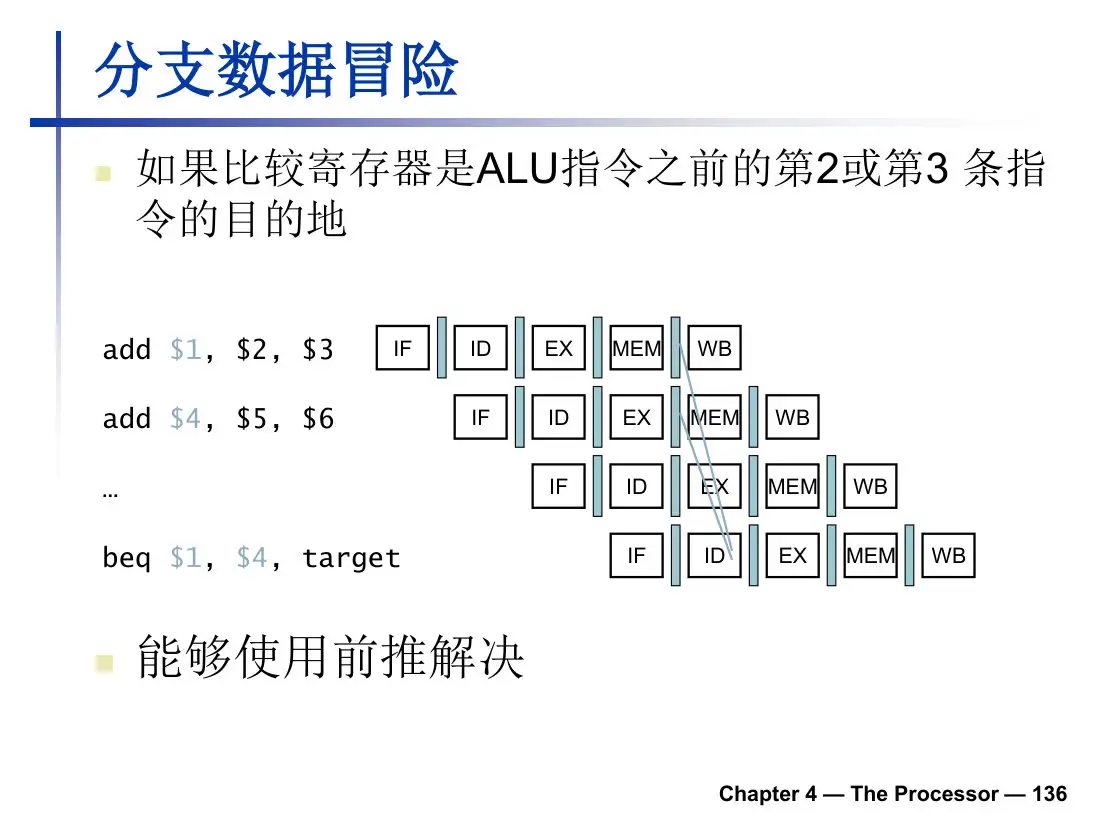 分支数据冒险
如果比较寄存器是ALU指令之前的第2或第3 条指
令的目的地
add $1, $2, $3 IF ID EX MEM WB
add $4, $5, $6 IF ID EX MEM WB
… IF ID EX MEM WB
beq $1, $4, target IF ID EX MEM WB
能够使用前推解决
Chapter 4 — The Processor — 136